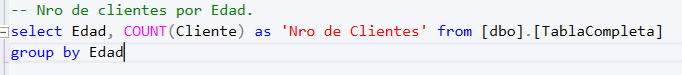 -- Nro de clientes por Edad.
select Edad, COUNT(Cliente) as 'Nro de Clientes' from [dbo].[TablaCompleta]
group by Edad